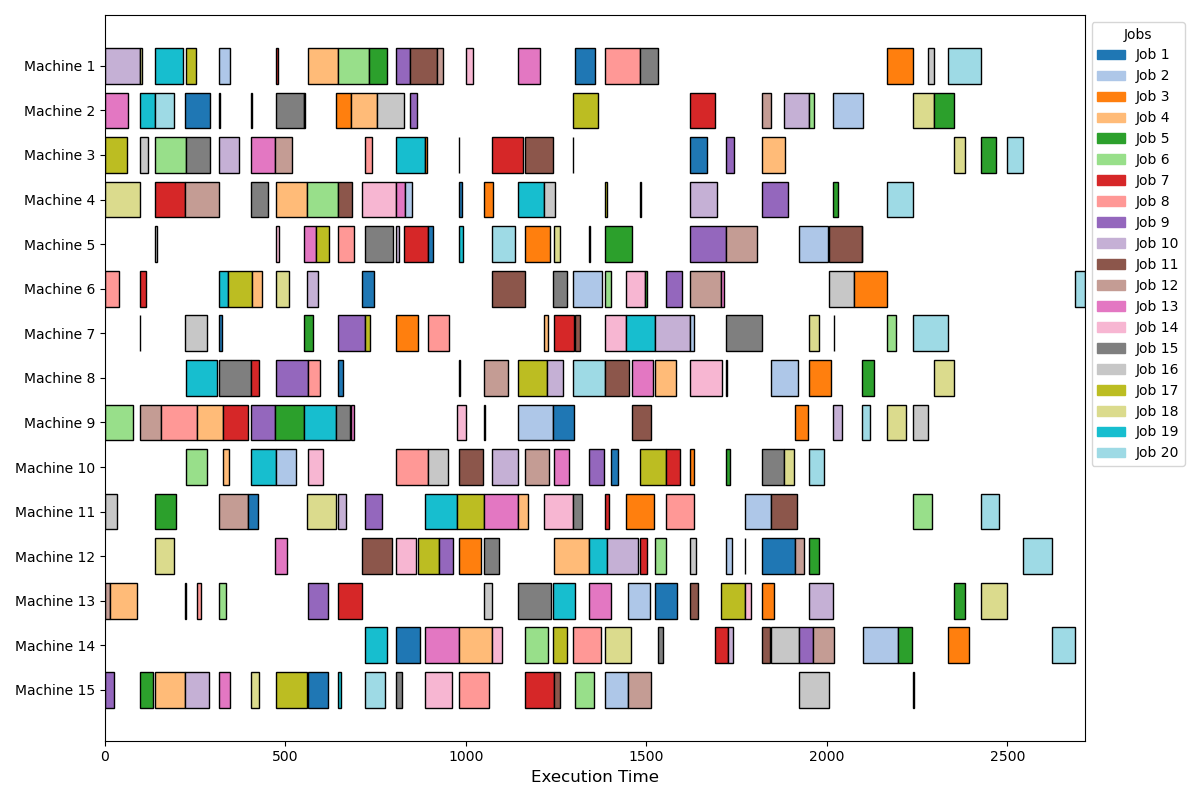 Machine 1
Machine 2
Machine 3
Machine 4
Machine 5
Machine 6
Machine 7
Machine 8
Machine 9
Machine 10
Machine 11
Machine 12
Machine 13
Machine 14
Machine 15
0 500 1000 1500 2000 2500
Execution Time
Jobs
Job 1
Job 2
Job 3
Job 4
Job 5
Job 6
Job 7
Job 8
Job 9
Job 10
Job 11
Job 12
Job 13
Job 14
Job 15
Job 16
Job 17
Job 18
Job 19
Job 20